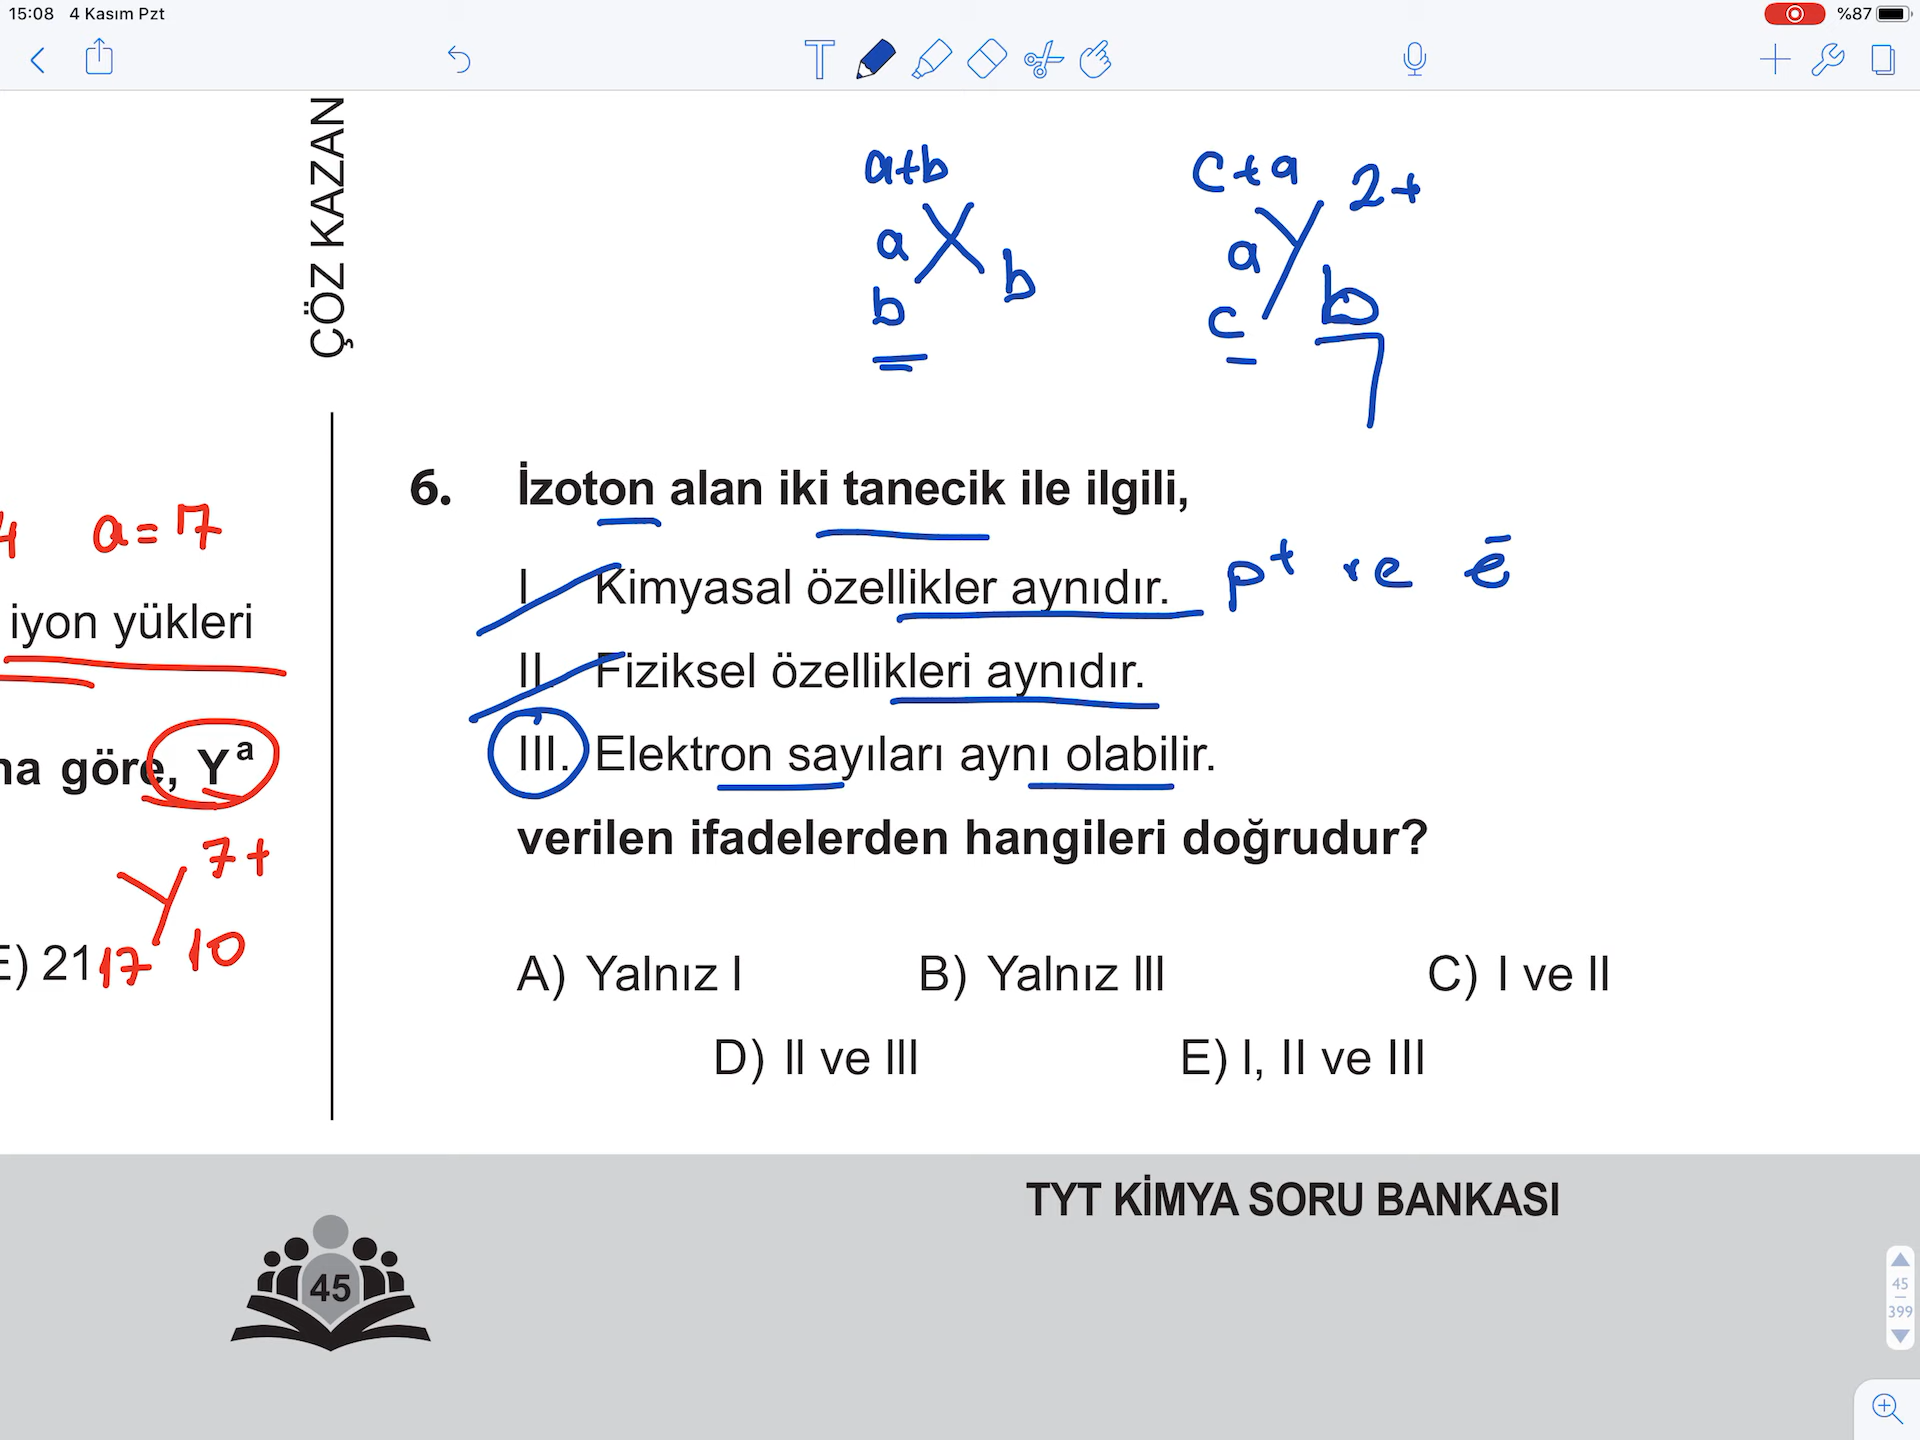 15:08 4 Kasım Pzt
%87
T
ÇÖZ KAZAN
a+b
a X b
b
c+a 2+
a Y b
c
a=17
iyon yükleri
na göre, Yᵃ
Y 7+
17 10
E) 21
6. İzoton alan iki tanecik ile ilgili,
I. Kimyasal özellikler aynıdır. p+ ve ē
II. Fiziksel özellikleri aynıdır.
III. Elektron sayıları aynı olabilir.
verilen ifadelerden hangileri doğrudur?
A) Yalnız I B) Yalnız III C) I ve II
D) II ve III E) I, II ve III
TYT KİMYA SORU BANKASI
45
45
399